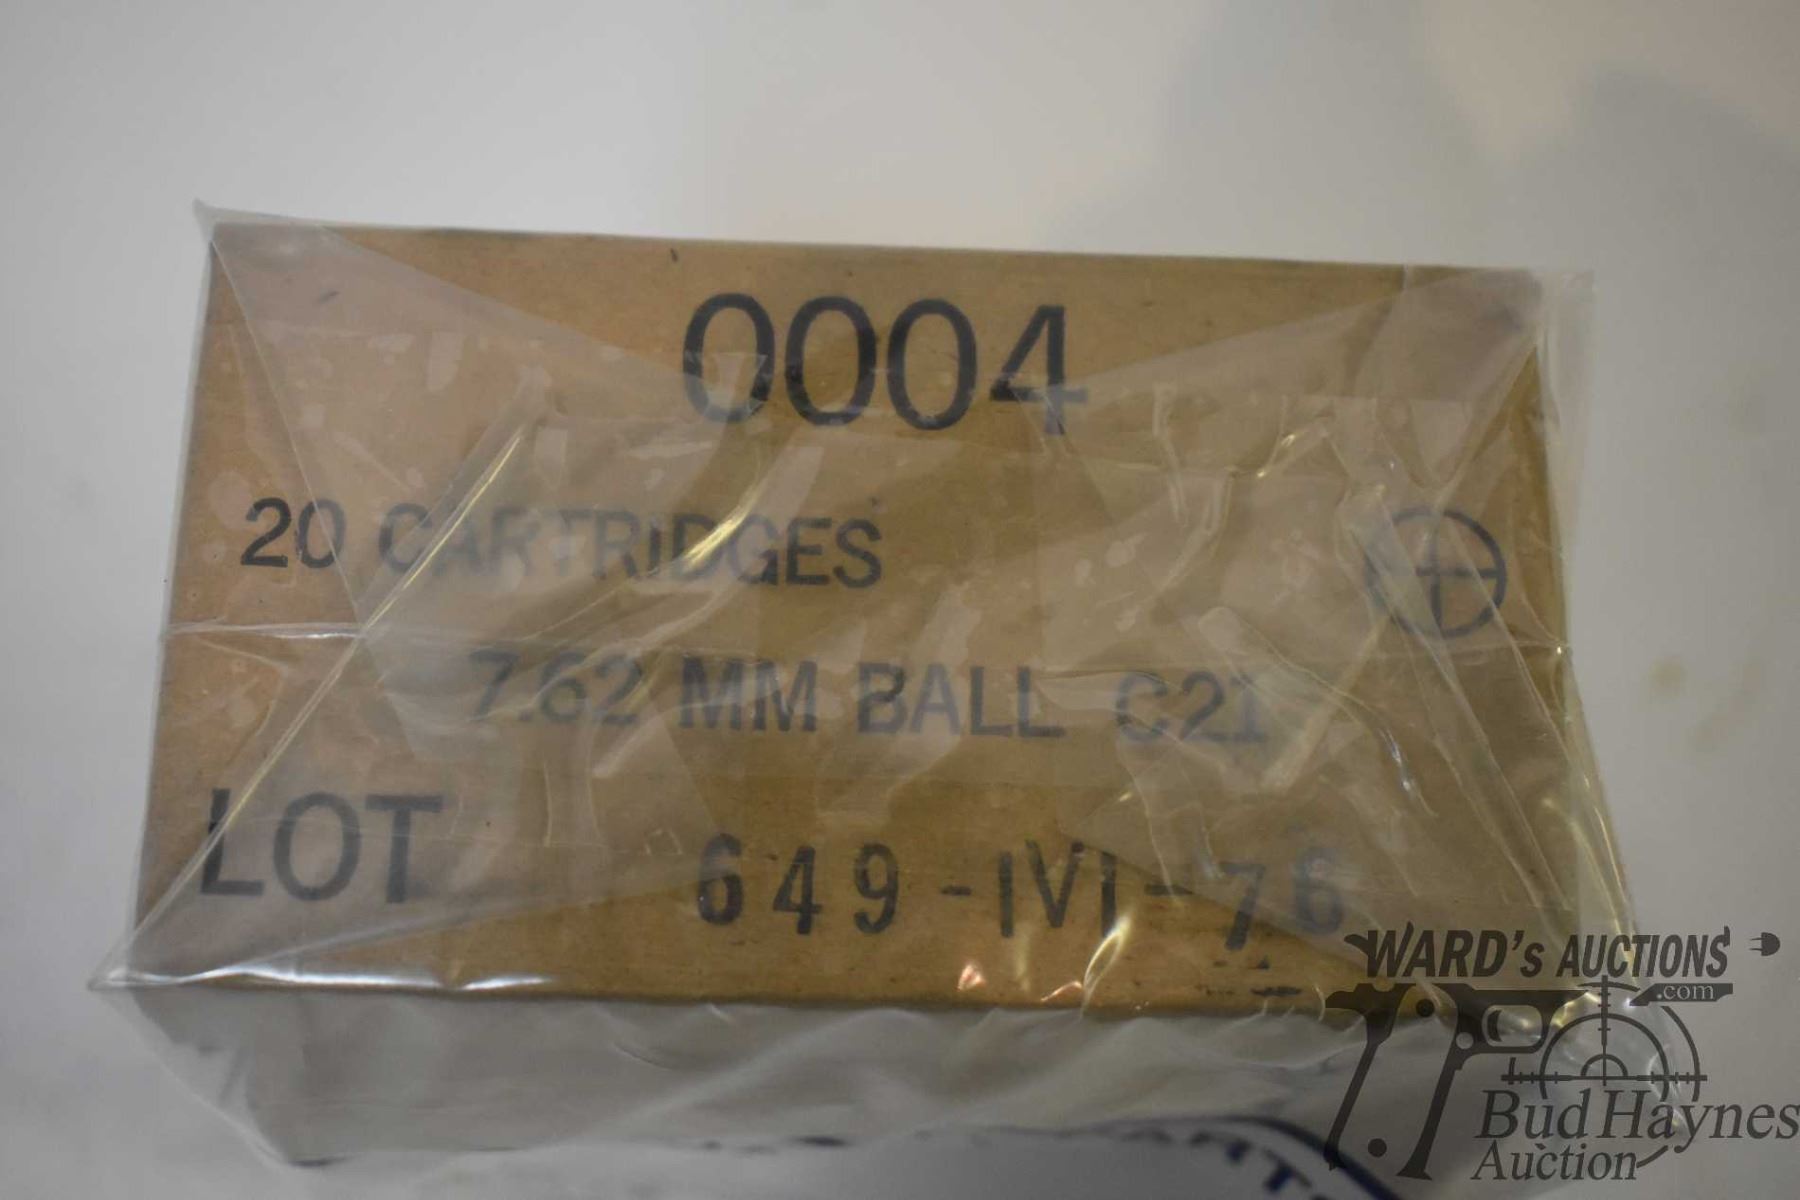 0004
20 CARTRIDGES
7.62 MM BALL C21
LOT 649-IVI-76
WARD's AUCTIONS
.com
Bud Haynes
Auction